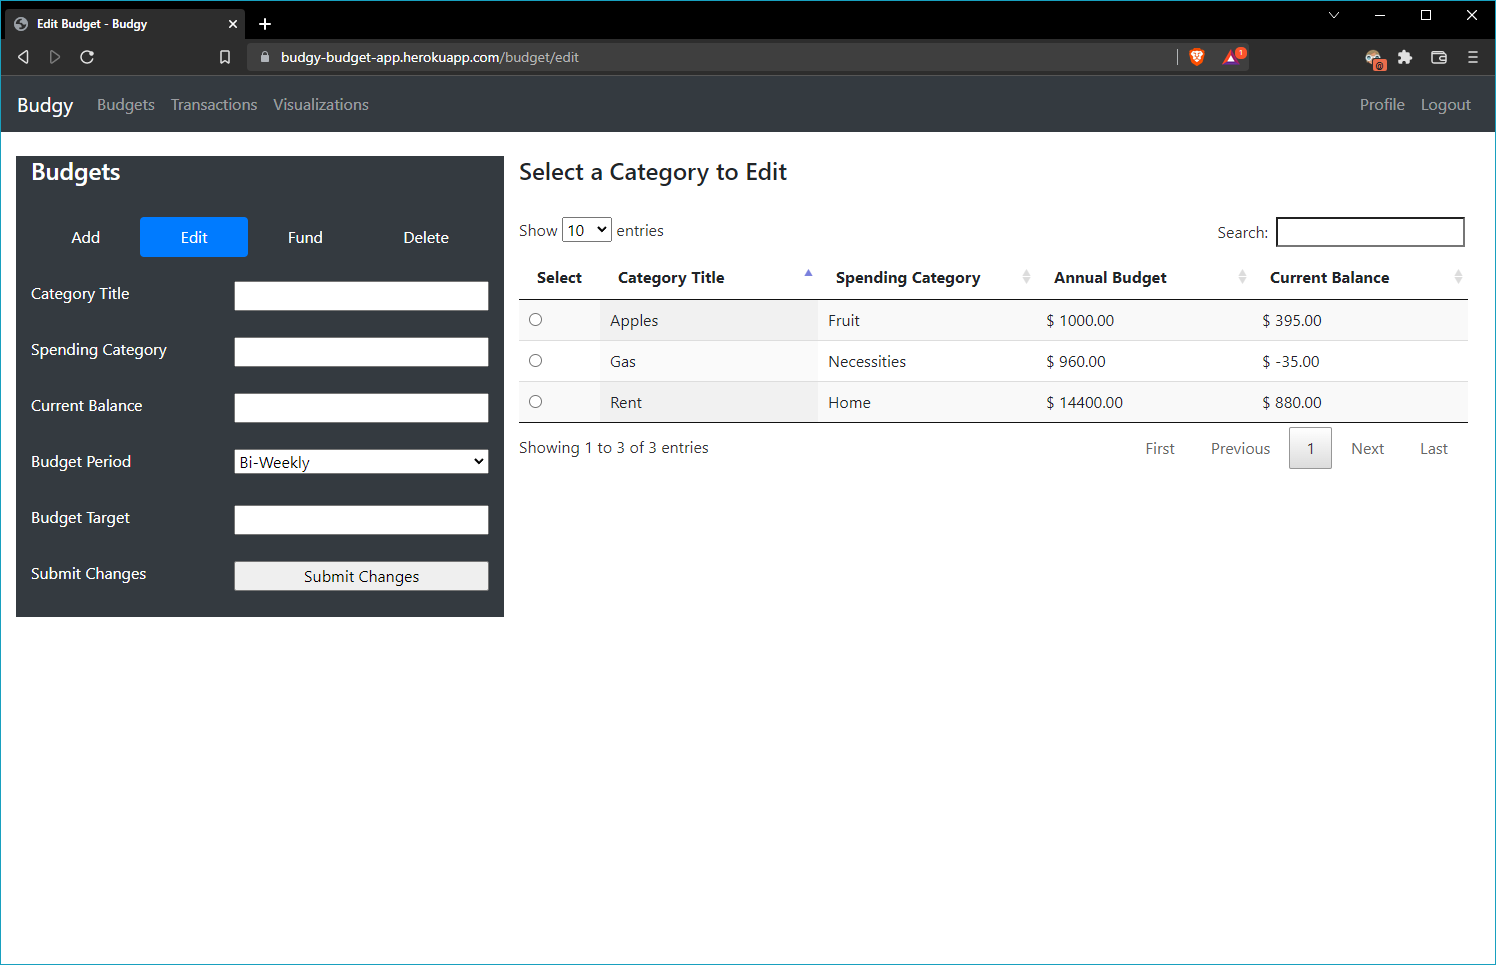 Edit Budget - Budgy
budgy-budget-app.herokuapp.com/budget/edit
1
Budgy Budgets Transactions Visualizations Profile Logout
Budgets
Add Edit Fund Delete
Category Title
Spending Category
Current Balance
Budget Period Bi-Weekly
Budget Target
Submit Changes Submit Changes
Select a Category to Edit
Show 10 entries Search:
Select Category Title Spending Category Annual Budget Current Balance
Apples Fruit $ 1000.00 $ 395.00
Gas Necessities $ 960.00 $ -35.00
Rent Home $ 14400.00 $ 880.00
Showing 1 to 3 of 3 entries First Previous 1 Next Last